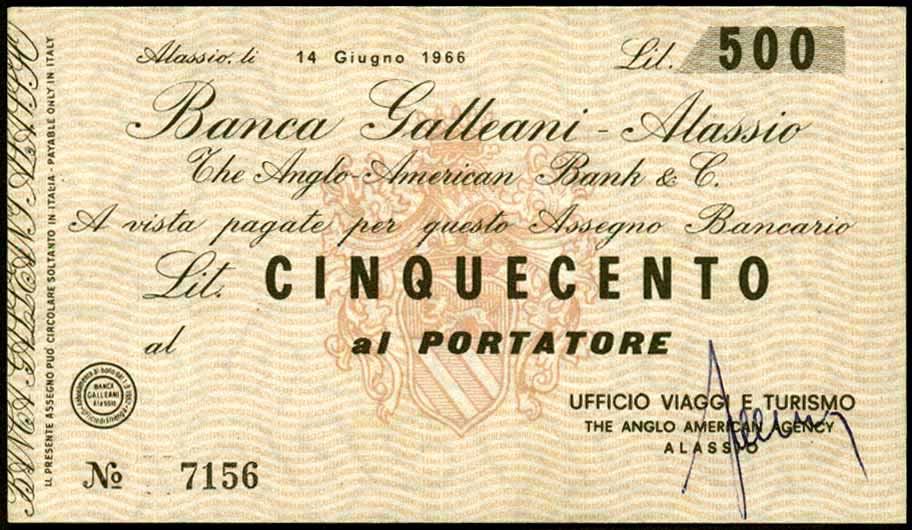 Alassio, li 14 Giugno 1966 Lit. 500
Banca Galleani - Alassio
The Anglo-American Bank & C.
A vista pagate per questo Assegno Bancario
Lit. CINQUECENTO
al al PORTATORE
UFFICIO VIAGGI E TURISMO
THE ANGLO AMERICAN AGENCY
ALASSIO
BANCA
GALLEANI
ALASSIO
№ 7156
BANCA GALLEANI ALASSIO
IL PRESENTE ASSEGNO PUÒ CIRCOLARE SOLTANTO IN ITALIA - PAYABLE ONLY IN ITALY